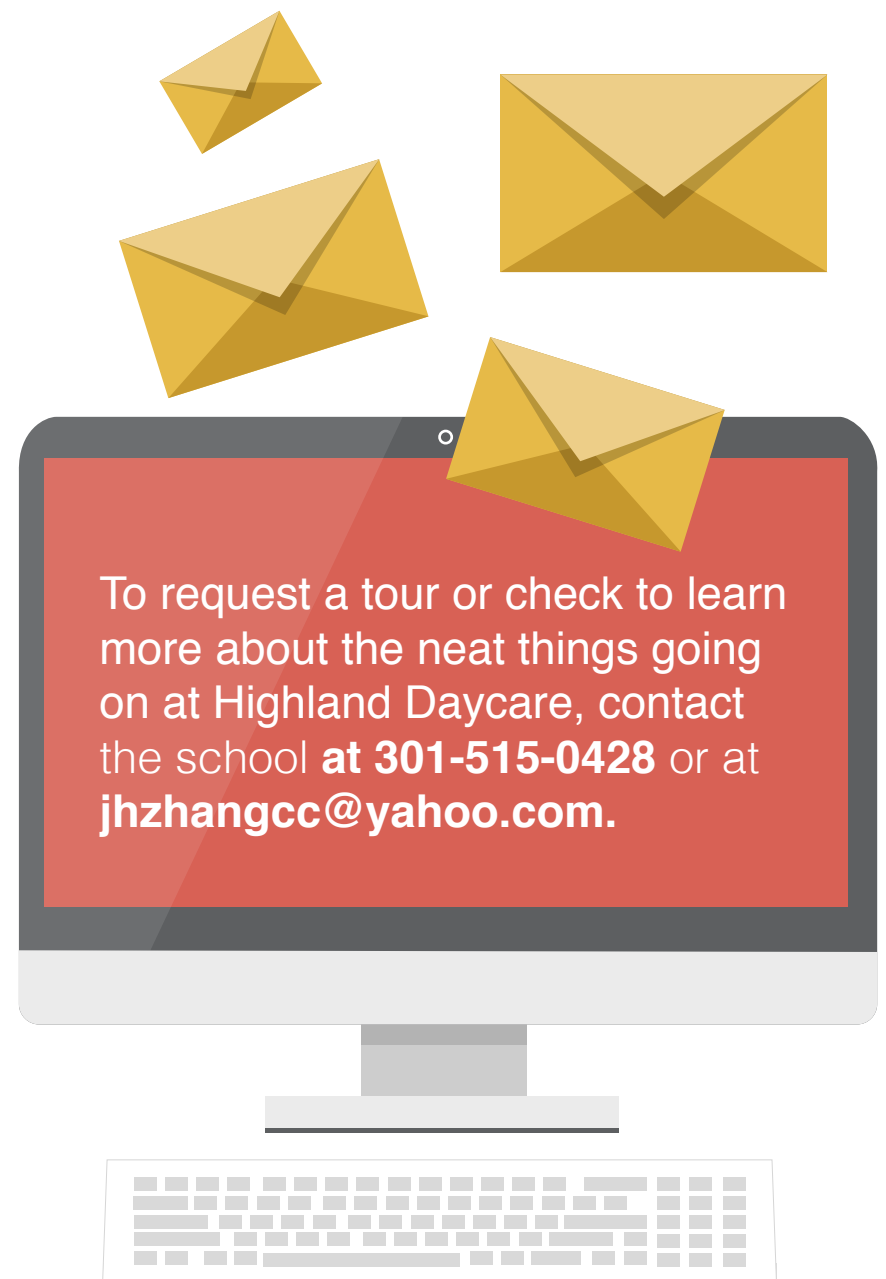 To request a tour or check to learn
more about the neat things going
on at Highland Daycare, contact
the school at 301-515-0428 or at
jhzhangcc@yahoo.com.